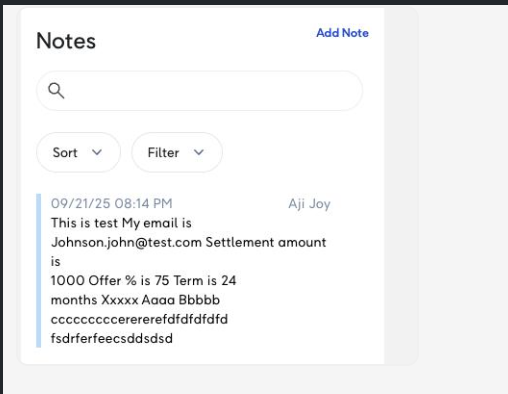 Notes
Add Note
Sort
Filter
09/21/25 08:14 PM
Aji Joy
This is test My email is
Johnson.john@test.com Settlement amount
is
1000 Offer % is 75 Term is 24
months Xxxxx Aaaa Bbbbb
cccccccccerererefdfdfdfdfd
fsdrferfeecsddsdsd